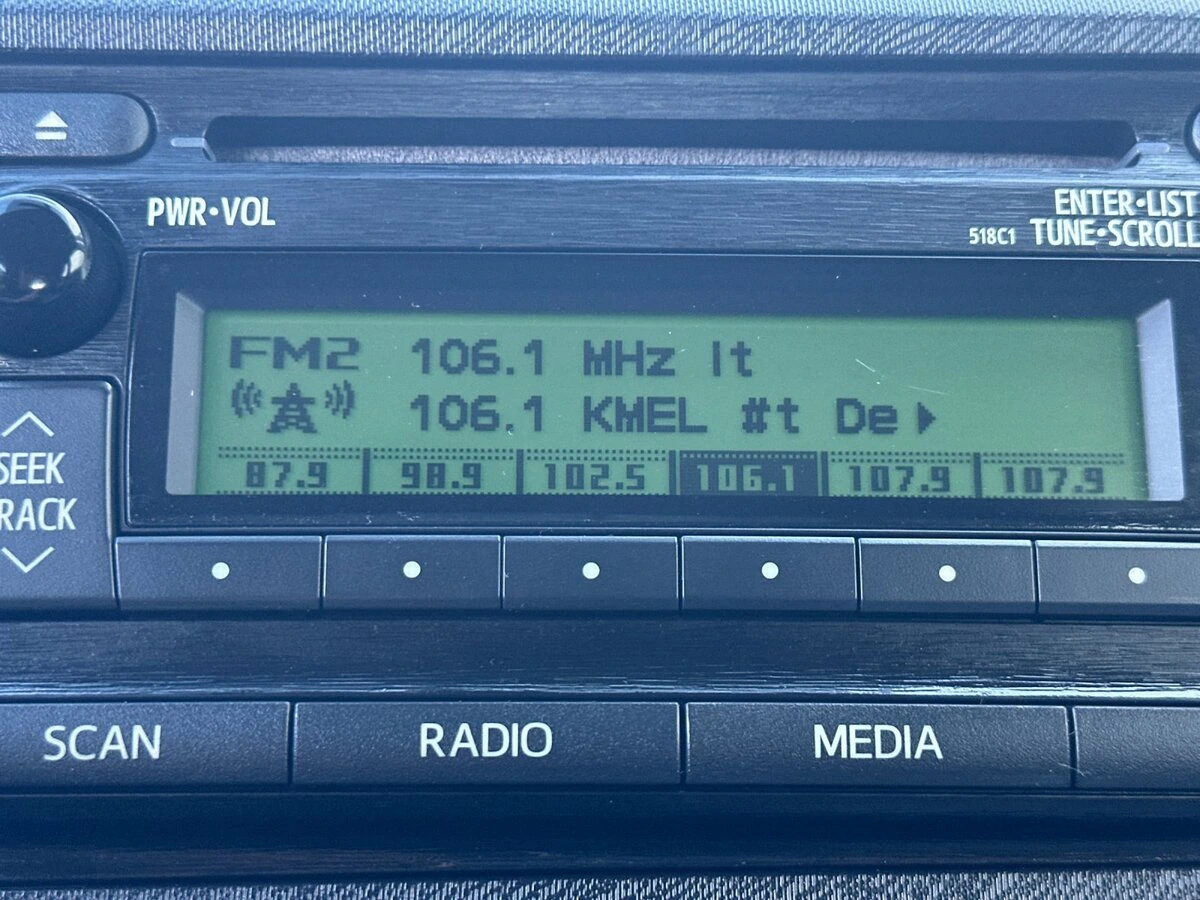 PWR•VOL
ENTER•LIST
518C1 TUNE•SCROLL
FM2 106.1 MHz lt
106.1 KMEL #t De
87.9 98.9 102.5 106.1 107.9 107.9
SEEK
TRACK
SCAN RADIO MEDIA